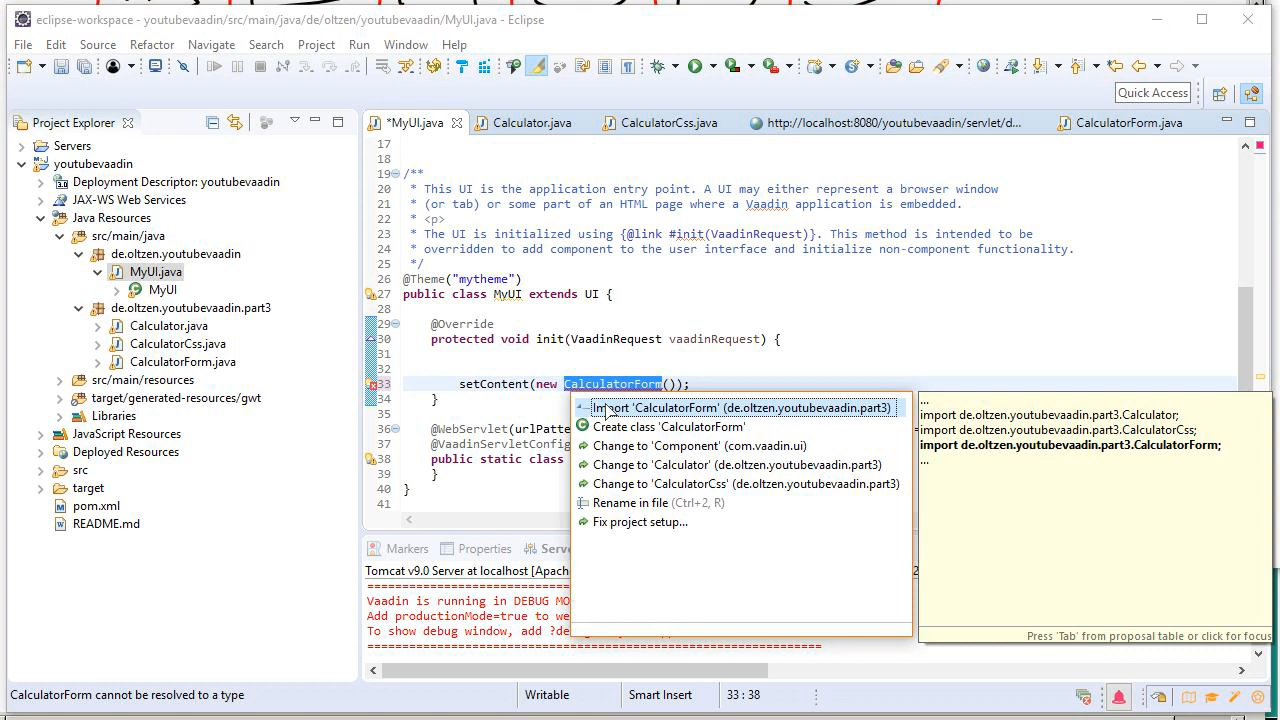 eclipse-workspace - youtubevaadin/src/main/java/de/oltzen/youtubevaadin/MyUI.java - Eclipse
File Edit Source Refactor Navigate Search Project Run Window Help
Quick Access
Project Explorer
*MyUI.java Calculator.java CalculatorCss.java http://localhost:8080/youtubevaadin/servlet/d... CalculatorForm.java
Servers
youtubevaadin
Deployment Descriptor: youtubevaadin
JAX-WS Web Services
Java Resources
src/main/java
de.oltzen.youtubevaadin
MyUI.java
MyUI
de.oltzen.youtubevaadin.part3
Calculator.java
CalculatorCss.java
CalculatorForm.java
src/main/resources
target/generated-resources/gwt
Libraries
JavaScript Resources
Deployed Resources
src
target
pom.xml
README.md
17
18
19 /**
20 * This UI is the application entry point. A UI may either represent a browser window
21 * (or tab) or some part of an HTML page where a Vaadin application is embedded.
22 * <p>
23 * The UI is initialized using {@link #init(VaadinRequest)}. This method is intended to be
24 * overridden to add component to the user interface and initialize non-component functionality.
25 */
26 @Theme("mytheme")
27 public class MyUI extends UI {
28
29 @Override
30 protected void init(VaadinRequest vaadinRequest) {
31
32
33 setContent(new CalculatorForm());
34 }
35
36 @WebServlet(urlPatte
37 @VaadinServletConfig
38 public static class
39 }
40 }
41
Import 'CalculatorForm' (de.oltzen.youtubevaadin.part3)
Create class 'CalculatorForm'
Change to 'Component' (com.vaadin.ui)
Change to 'Calculator' (de.oltzen.youtubevaadin.part3)
Change to 'CalculatorCss' (de.oltzen.youtubevaadin.part3)
Rename in file (Ctrl+2, R)
Fix project setup...
...
import de.oltzen.youtubevaadin.part3.Calculator;
import de.oltzen.youtubevaadin.part3.CalculatorCss;
import de.oltzen.youtubevaadin.part3.CalculatorForm;
...
Press 'Tab' from proposal table or click for focus
Markers Properties Serv
Tomcat v9.0 Server at localhost [Apach
=================================================================
Vaadin is running in DEBUG MO
Add productionMode=true to we
To show debug window, add ?de
=================================================================
CalculatorForm cannot be resolved to a type Writable Smart Insert 33 : 38